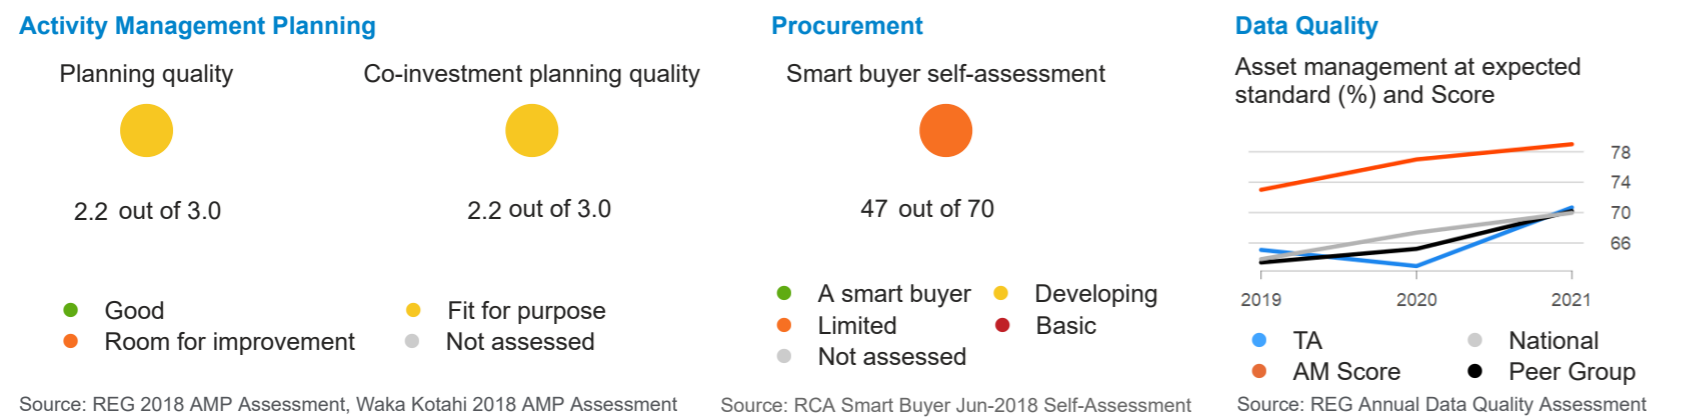 Activity Management Planning
Planning quality
Co-investment planning quality
2.2 out of 3.0
2.2 out of 3.0
Good
Fit for purpose
Room for improvement
Not assessed
Source: REG 2018 AMP Assessment, Waka Kotahi 2018 AMP Assessment
Procurement
Smart buyer self-assessment
47 out of 70
A smart buyer
Developing
Limited
Basic
Not assessed
Source: RCA Smart Buyer Jun-2018 Self-Assessment
Data Quality
Asset management at expected
standard (%) and Score
78
74
70
66
2019 2020 2021
TA
National
AM Score
Peer Group
Source: REG Annual Data Quality Assessment